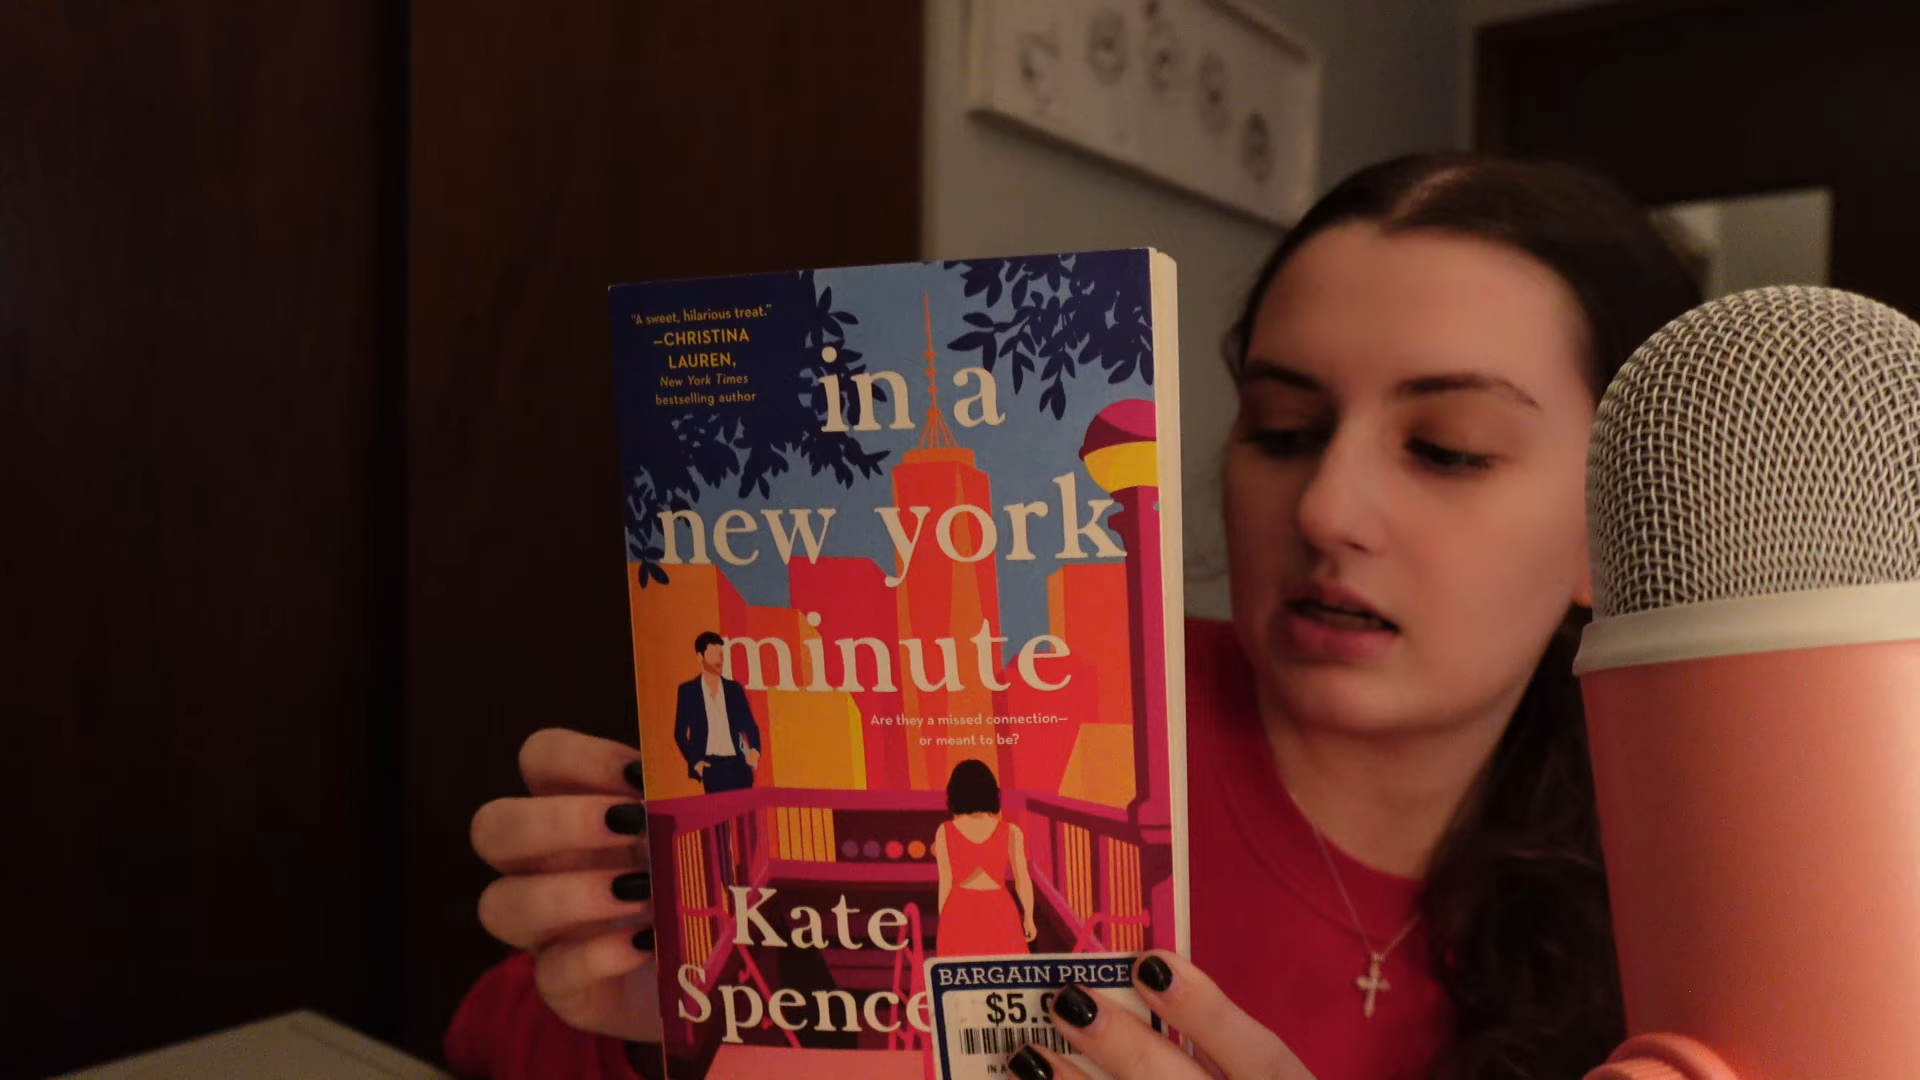 "A sweet, hilarious treat."
—CHRISTINA
LAUREN,
New York Times
bestselling author
in a
new york
minute
Are they a missed connection—
or meant to be?
Kate
Spence
BARGAIN PRICE
$5.9
IN A